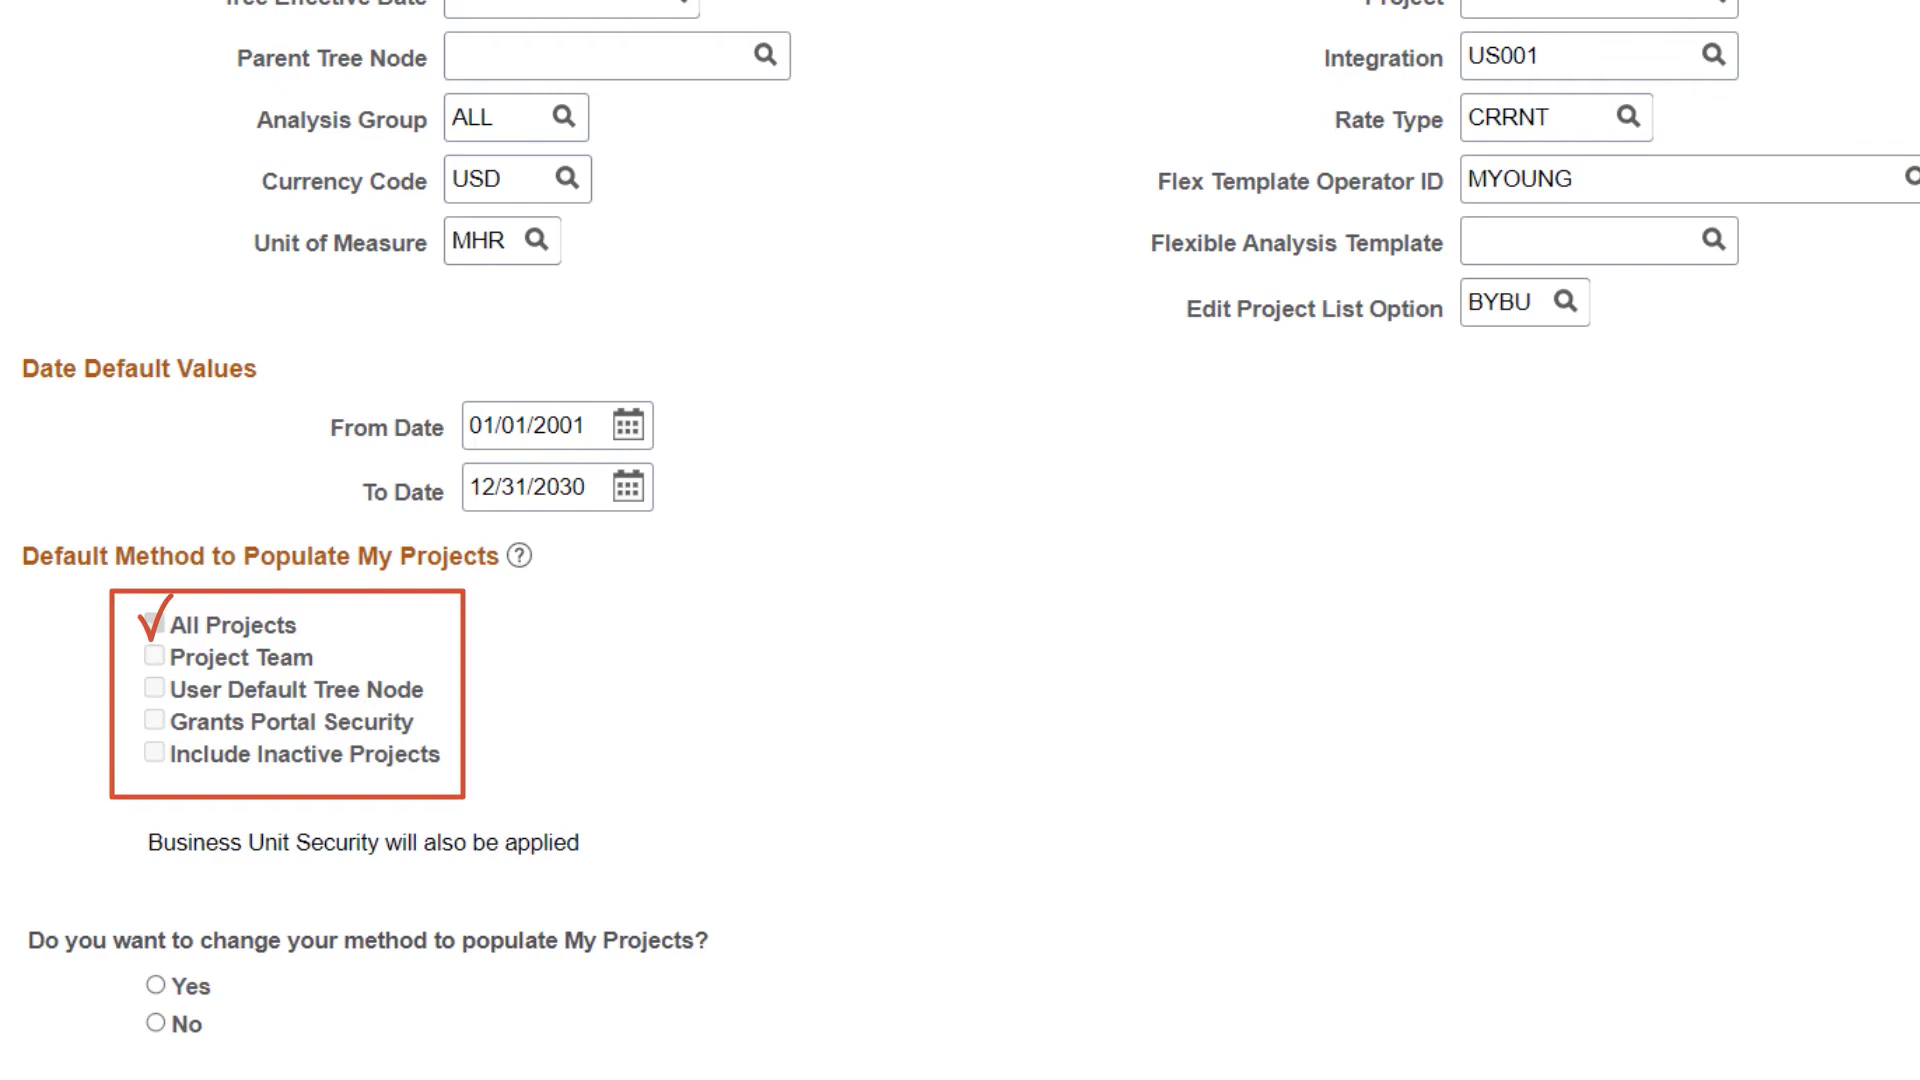 Tree Effective Date
Project
Parent Tree Node
Integration US001
Analysis Group ALL
Rate Type CRRNT
Currency Code USD
Flex Template Operator ID MYOUNG
Unit of Measure MHR
Flexible Analysis Template
Edit Project List Option BYBU
Date Default Values
From Date 01/01/2001
To Date 12/31/2030
Default Method to Populate My Projects ?
All Projects
Project Team
User Default Tree Node
Grants Portal Security
Include Inactive Projects
Business Unit Security will also be applied
Do you want to change your method to populate My Projects?
Yes
No